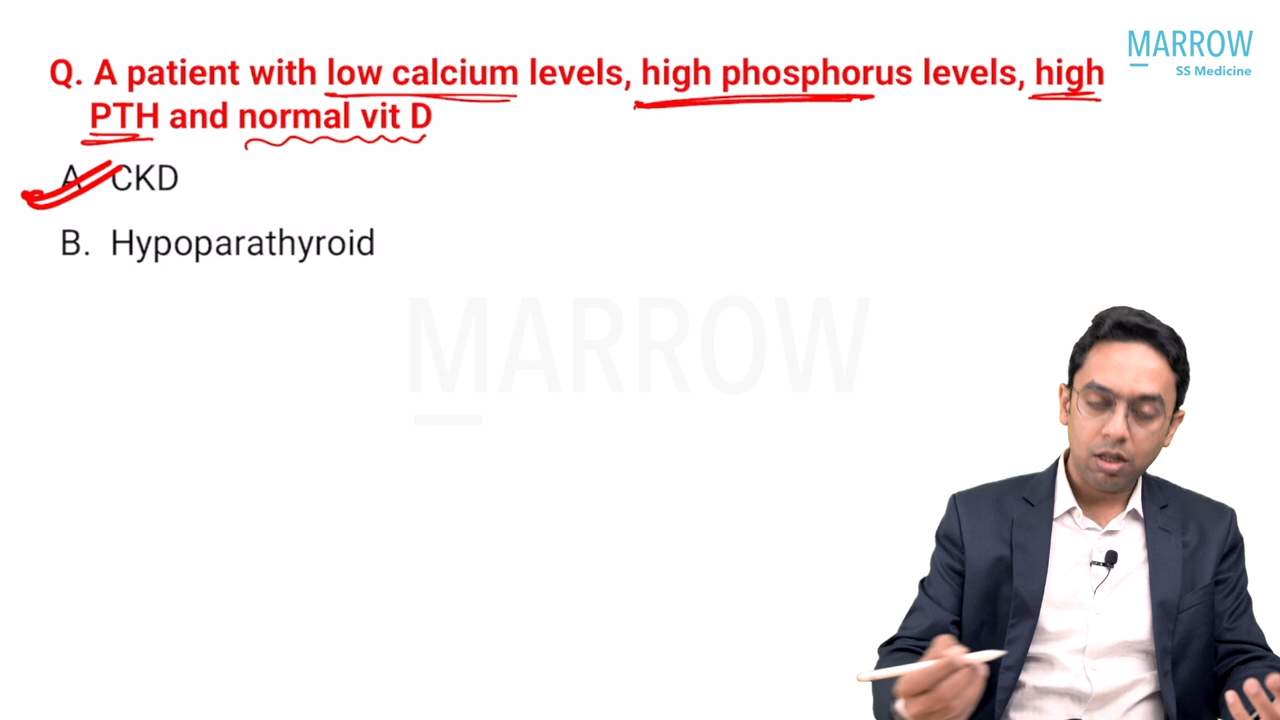 MARROW
SS Medicine
Q. A patient with low calcium levels, high phosphorus levels, high
PTH and normal vit D
A. CKD
B. Hypoparathyroid
MARROW